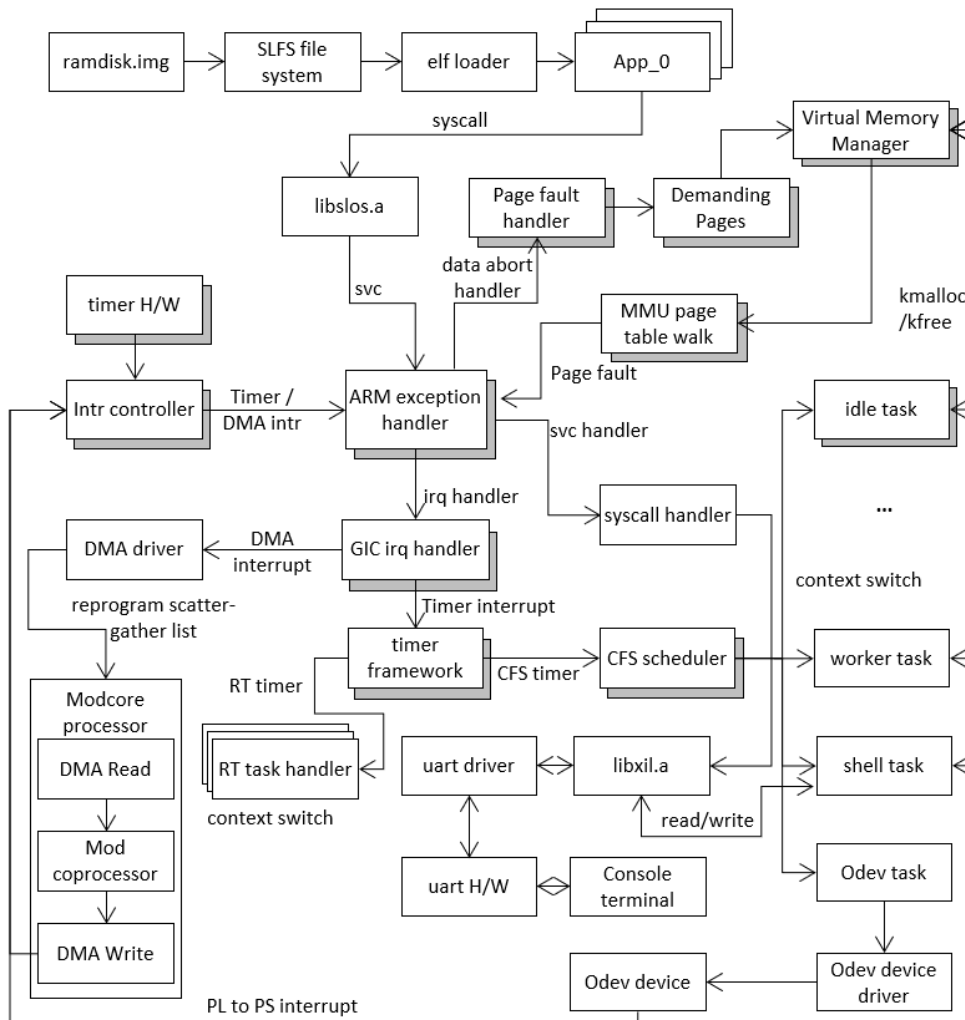 ramdisk.img
SLFS file
system
elf loader
App_0
syscall
Virtual Memory
Manager
libslos.a
Page fault
handler
Demanding
Pages
data abort
handler
svc
timer H/W
MMU page
table walk
kmalloc
/kfree
Page fault
Intr controller
Timer /
DMA intr
ARM exception
handler
svc handler
idle task
irq handler
syscall handler
...
DMA driver
DMA
interrupt
GIC irq handler
context switch
reprogram scatter-
gather list
Timer interrupt
timer
framework
CFS timer
CFS scheduler
worker task
RT timer
Modcore
processor
DMA Read
RT task handler
context switch
uart driver
libxil.a
shell task
read/write
Mod
coprocessor
uart H/W
Console
terminal
Odev task
DMA Write
Odev device
Odev device
driver
PL to PS interrupt